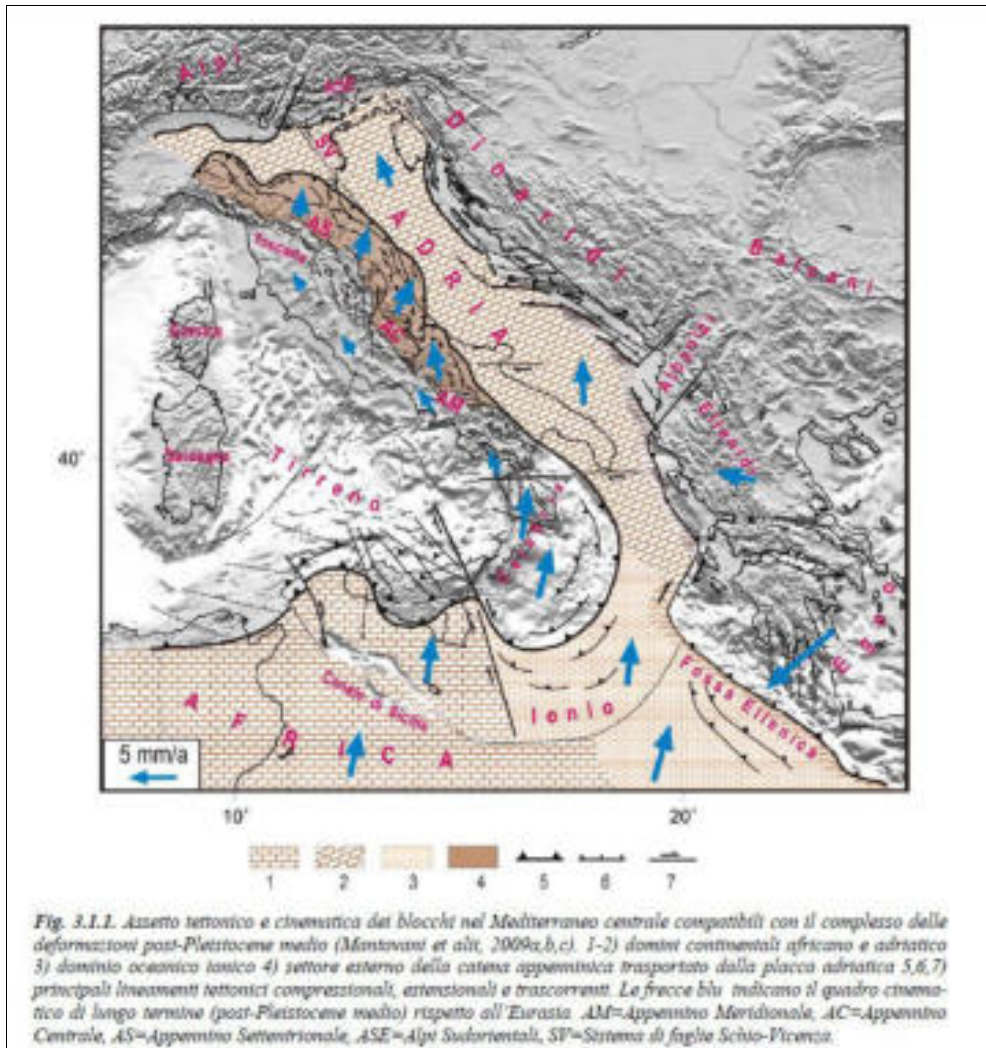 Alpi
ASE
SV
Dinaridi
ADRIA
AS
Toscana
Balcani
Corsica
AC
Albanidi
Ellenidi
AM
40°
Sardegna
Tirreno
Calabria
Egeo
Fossa Ellenica
Canale di Sicilia
Ionio
AFRICA
5 mm/a
10°
20°
1 2 3 4 5 6 7
Fig. 3.1.1. Assetto tettonico e cinematica dei blocchi nel Mediterraneo centrale compatibili con il complesso delle
deformazioni post-Pleistocene medio (Mantovani et alii, 2009a,b,c). 1-2) domini continentali africano e adriatico
3) dominio oceanico ionico 4) settore esterno della catena appenninica trasportato dalla placca adriatica 5,6,7)
principali lineamenti tettonici compressionali, estensionali e trascorrenti. Le frecce blu indicano il quadro cinema-
tico di lungo termine (post-Pleistocene medio) rispetto all'Eurasia. AM=Appennino Meridionale, AC=Appennino
Centrale, AS=Appennino Settentrionale, ASE=Alpi Sudorientali, SV=Sistema di faglie Schio-Vicenza.